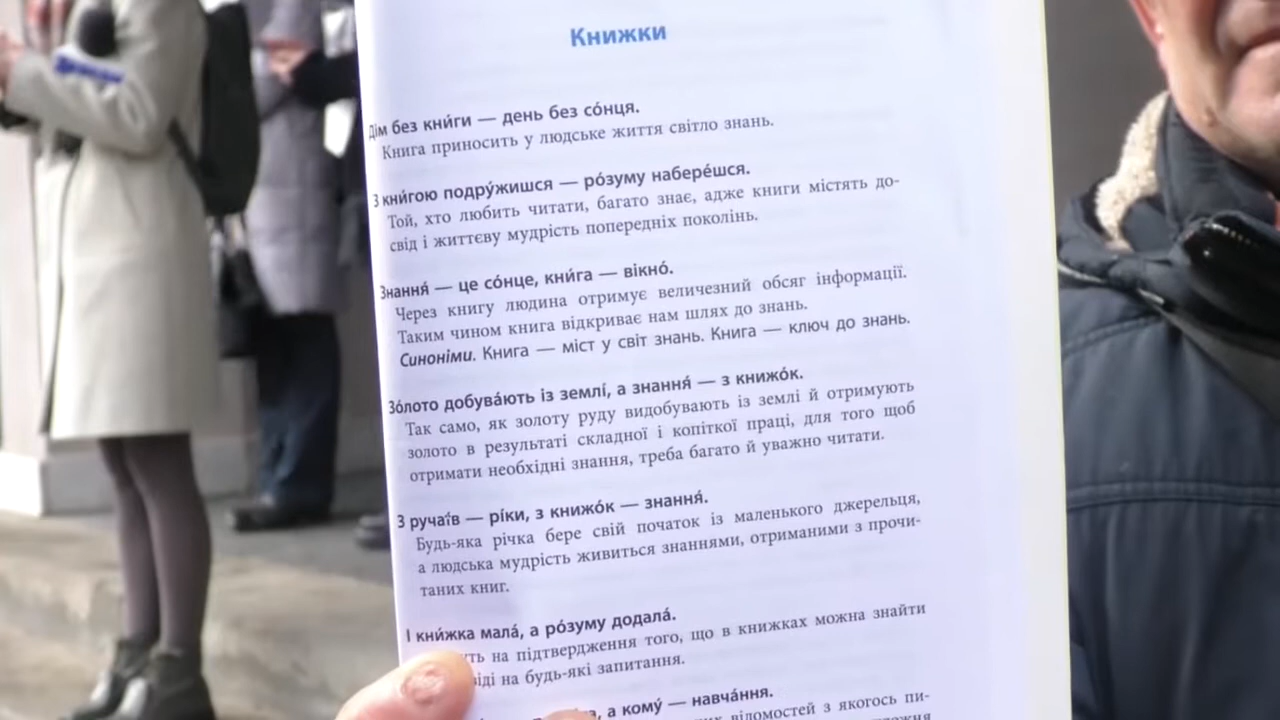 Книжки
Дім без кни́ги — день без со́нця.
Книга приносить у людське життя світло знань.
З кни́гою подру́жишся — ро́зуму набере́шся.
Той, хто любить читати, багато знає, адже книги містять до-
свід і життєву мудрість попередніх поколінь.
Знання́ — це со́нце, кни́га — вікно́.
Через книгу людина отримує величезний обсяг інформації.
Таким чином книга відкриває нам шлях до знань.
Синоніми. Книга — міст у світ знань. Книга — ключ до знань.
Зо́лото добува́ють із землі́, а знання́ — з книжо́к.
Так само, як золоту руду видобувають із землі й отримують
золото в результаті складної і копіткої праці, для того щоб
отримати необхідні знання, треба багато й уважно читати.
З ручаї́в — рі́ки, з книжо́к — знання́.
Будь-яка річка бере свій початок із маленького джерельця,
а людська мудрість живиться знаннями, отриманими з прочи-
таних книг.
І кни́жка мала́, а ро́зуму додала́.
на підтвердження того, що в книжках можна знайти
на будь-які запитання.
а кому́ — навча́ння.
відомостей з якогось пи-